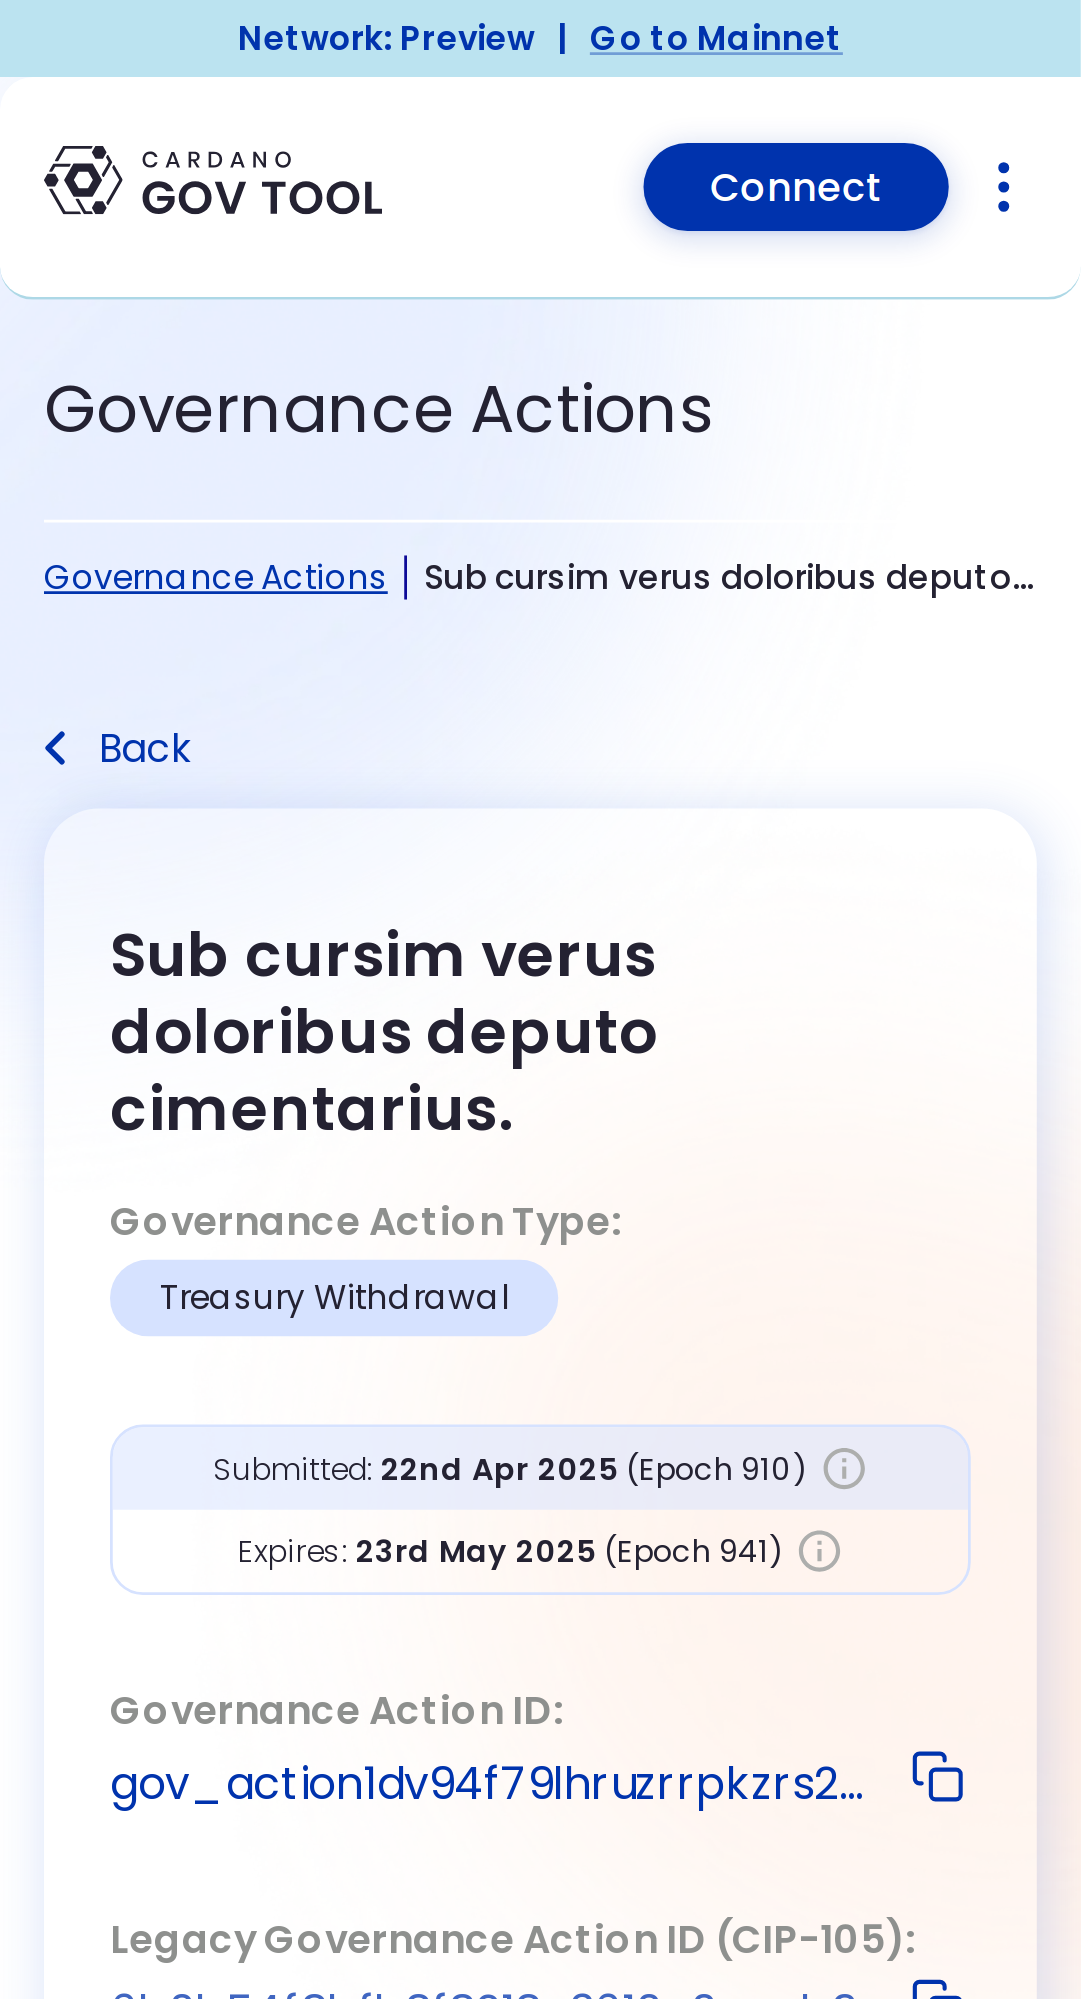 Network: Preview | Go to Mainnet
CARDANO
GOV TOOL
Connect
Governance Actions
Governance Actions | Sub cursim verus doloribus deputo...
Back
Sub cursim verus
doloribus deputo
cimentarius.
Governance Action Type:
Treasury Withdrawal
Submitted: 22nd Apr 2025 (Epoch 910)
Expires: 23rd May 2025 (Epoch 941)
Governance Action ID:
gov_action1dv94f79lhruzrrpkzrs2...
Legacy Governance Action ID (CIP-105):